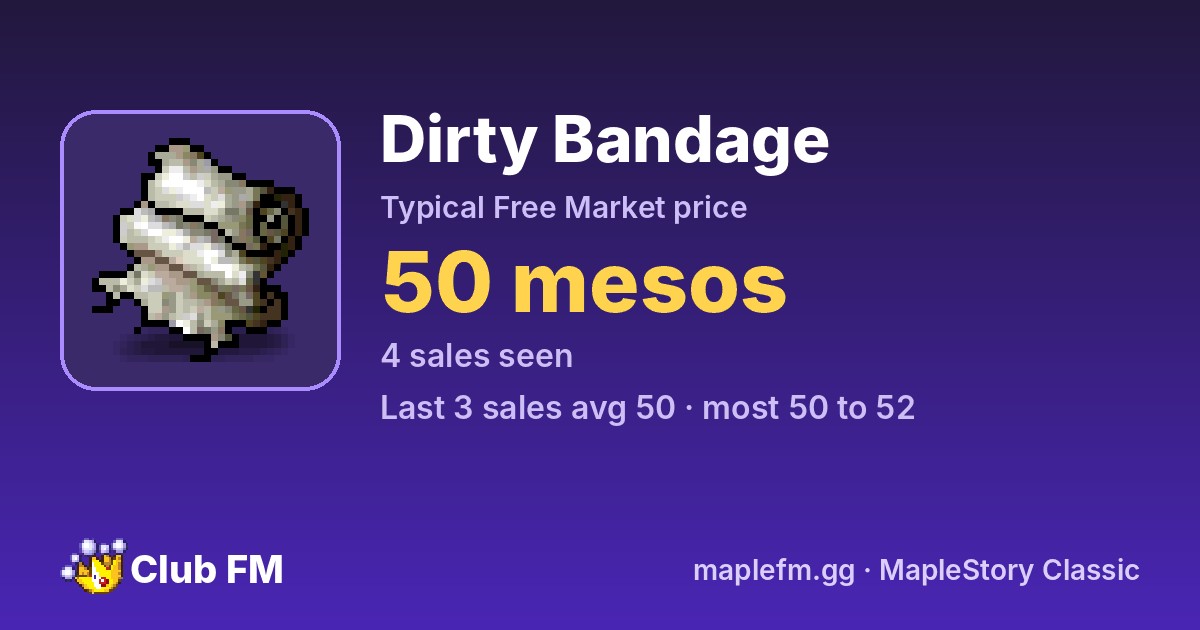 Dirty Bandage
Typical Free Market price
50 mesos
4 sales seen
Last 3 sales avg 50 · most 50 to 52
Club FM
maplefm.gg · MapleStory Classic